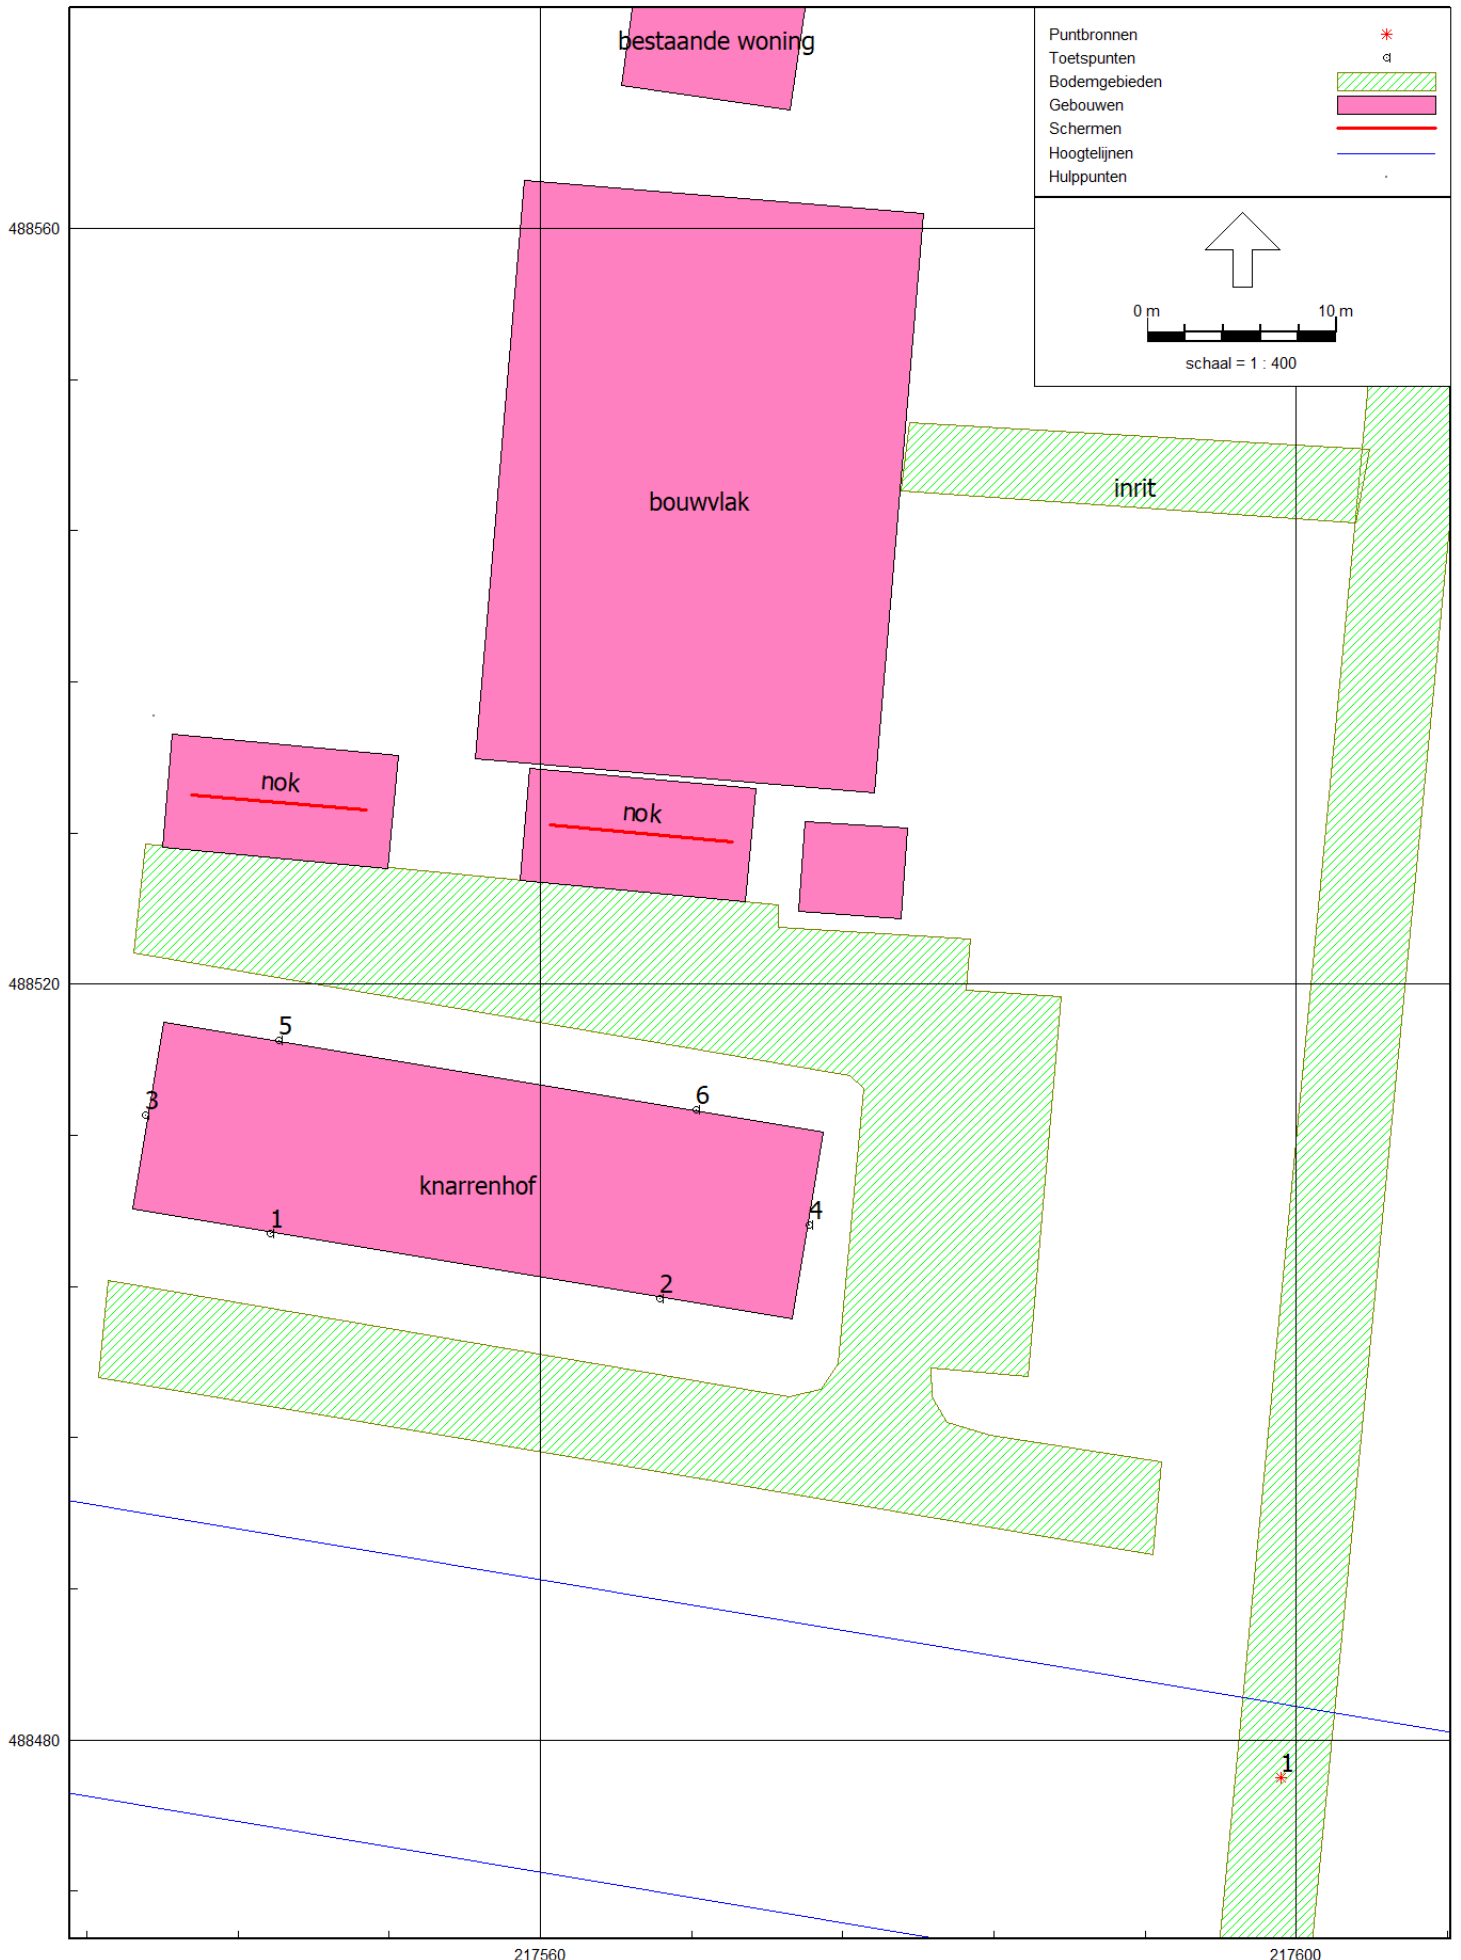 bestaande woning
Puntbronnen
Toetspunten
Bodemgebieden
Gebouwen
Schermen
Hoogtelijnen
Hulppunten
0 m 10 m
schaal = 1 : 400
488560
bouwvlak
inrit
nok
nok
488520
5
3
6
knarrenhof
4
1
2
488480
1
217560 217600